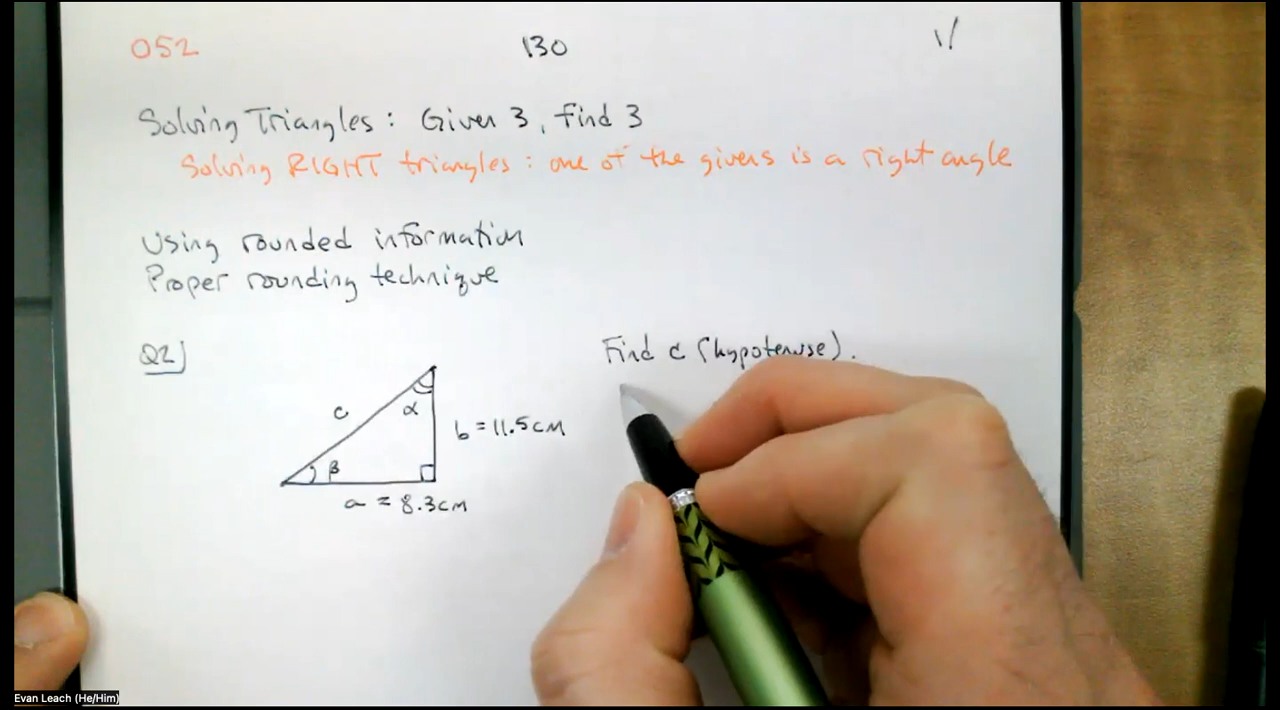 052 130 1/
Solving Triangles: Given 3, find 3
Solving RIGHT triangles: one of the givens is a right angle
Using rounded information
Proper rounding technique
Q2)
Find c (hypotenuse).
c
α
b = 11.5cm
β
a = 8.3cm
Evan Leach (He/Him)